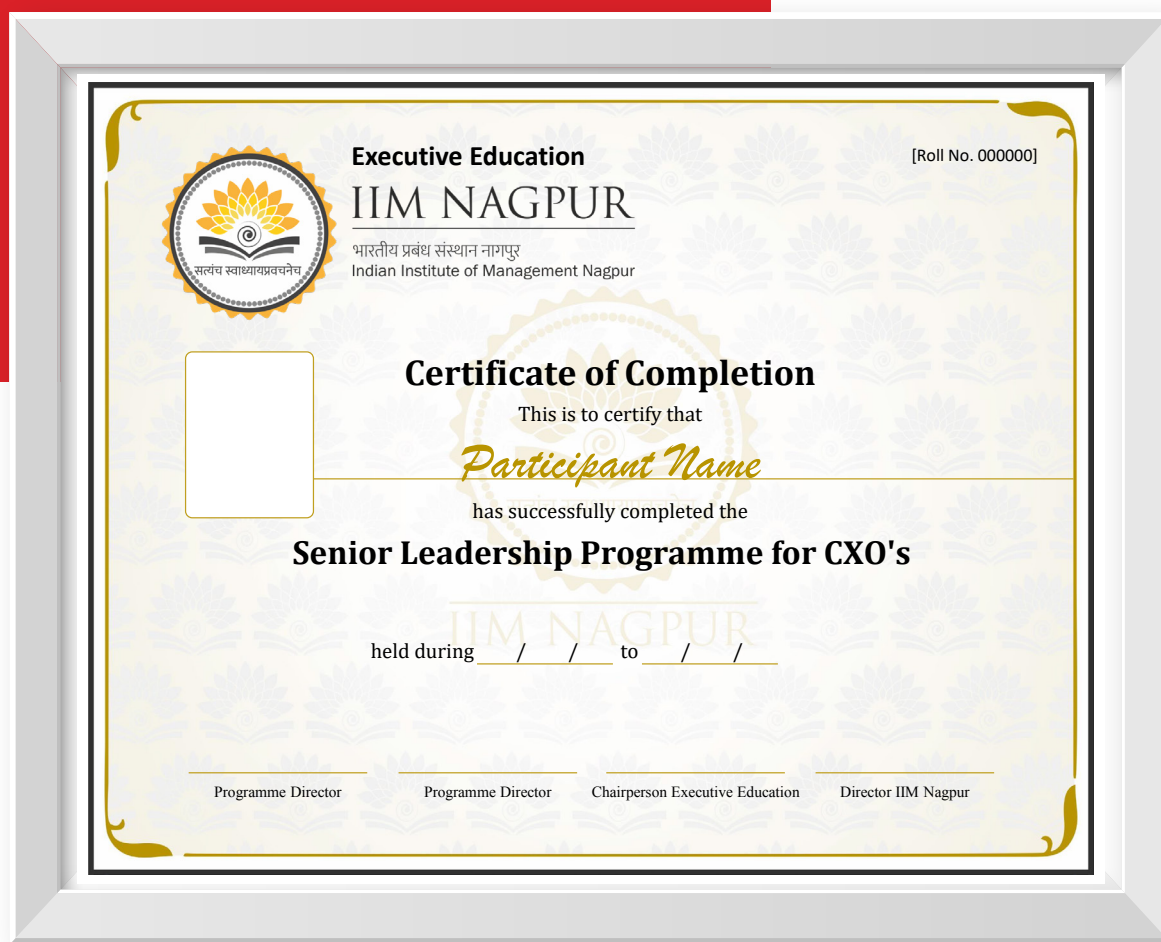 Executive Education
[Roll No. 000000]
IIM NAGPUR
भारतीय प्रबंध संस्थान नागपुर
Indian Institute of Management Nagpur
सत्यंच स्वाध्यायप्रवचनेच
Certificate of Completion
This is to certify that
Participant Name
has successfully completed the
Senior Leadership Programme for CXO's
IIM NAGPUR
held during / / to / /
Programme Director
Programme Director
Chairperson Executive Education
Director IIM Nagpur